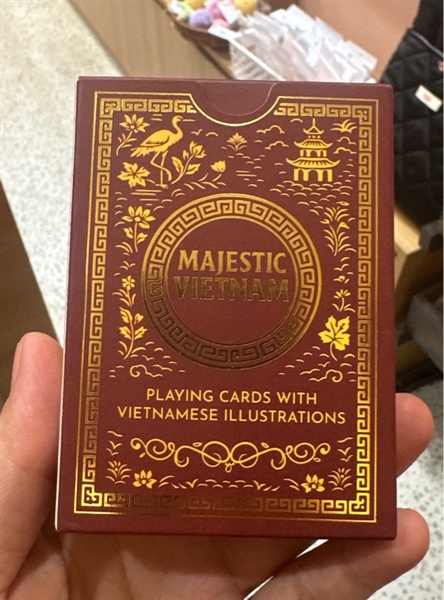 MAJESTIC
VIETNAM
PLAYING CARDS WITH
VIETNAMESE ILLUSTRATIONS